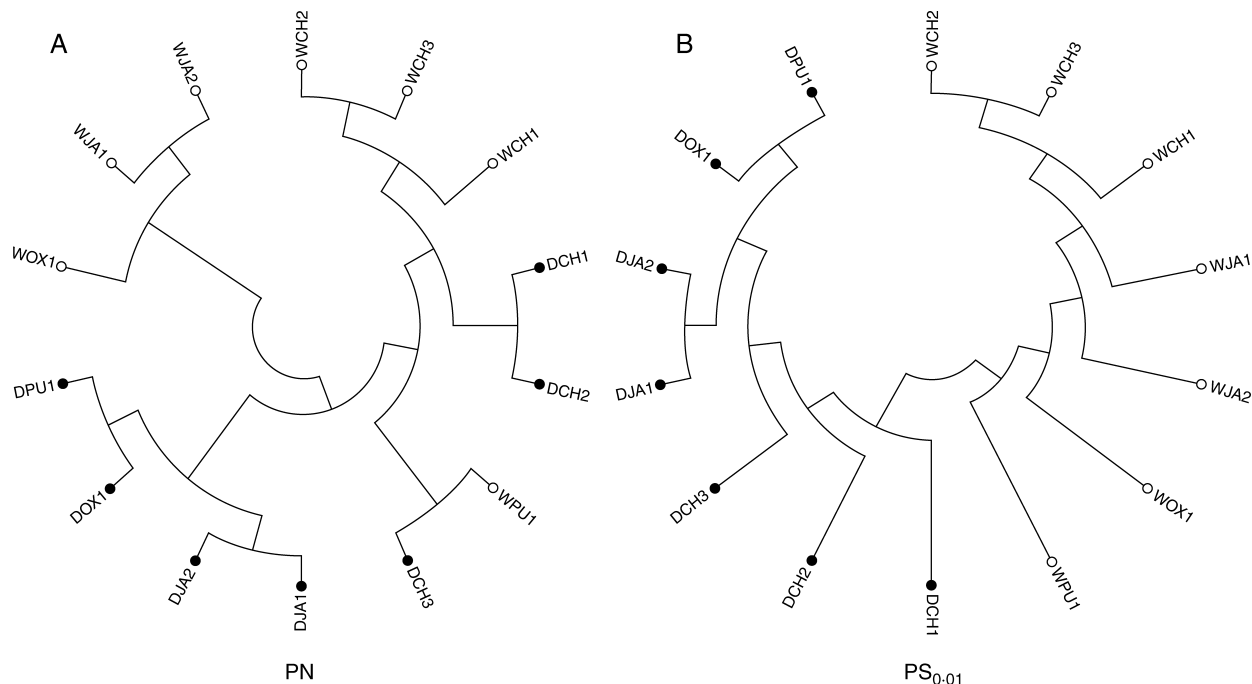 A
WCH2
WCH3
WCH1
DCH1
DCH2
WPU1
DCH3
DJA1
DJA2
DOX1
DPU1
WOX1
WJA1
WJA2
PN
B
WCH2
WCH3
WCH1
WJA1
WJA2
WOX1
WPU1
DCH1
DCH2
DCH3
DJA1
DJA2
DOX1
DPU1
PS0·01